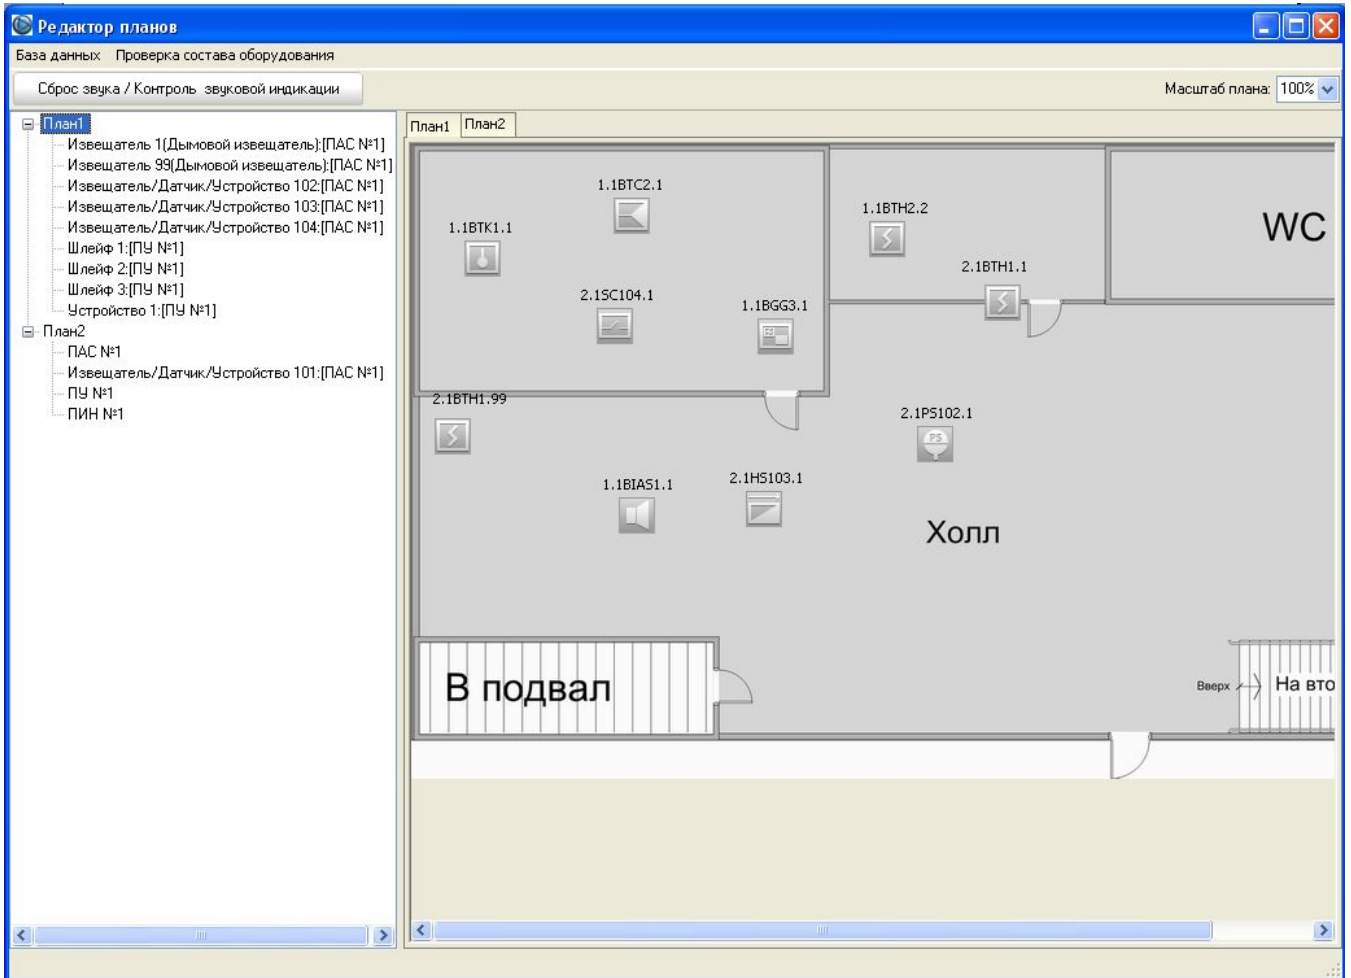 Редактор планов
База данных Проверка состава оборудования
Сброс звука / Контроль звуковой индикации
Масштаб плана: 100%
План1
Извещатель 1(Дымовой извещатель):[ПАС №1]
Извещатель 99(Дымовой извещатель):[ПАС №1]
Извещатель/Датчик/Устройство 102:[ПАС №1]
Извещатель/Датчик/Устройство 103:[ПАС №1]
Извещатель/Датчик/Устройство 104:[ПАС №1]
Шлейф 1:[ПУ №1]
Шлейф 2:[ПУ №1]
Шлейф 3:[ПУ №1]
Устройство 1:[ПУ №1]
План2
ПАС №1
Извещатель/Датчик/Устройство 101:[ПАС №1]
ПУ №1
ПИН №1
План1 План2
1.1BTC2.1
1.1BTK1.1
1.1BTH2.2
WC
2.1BTH1.1
2.1SC104.1
1.1BGG3.1
2.1BTH1.99
2.1PS102.1
PS
1.1BIAS1.1
2.1HS103.1
Холл
В подвал
Вверх
На вто